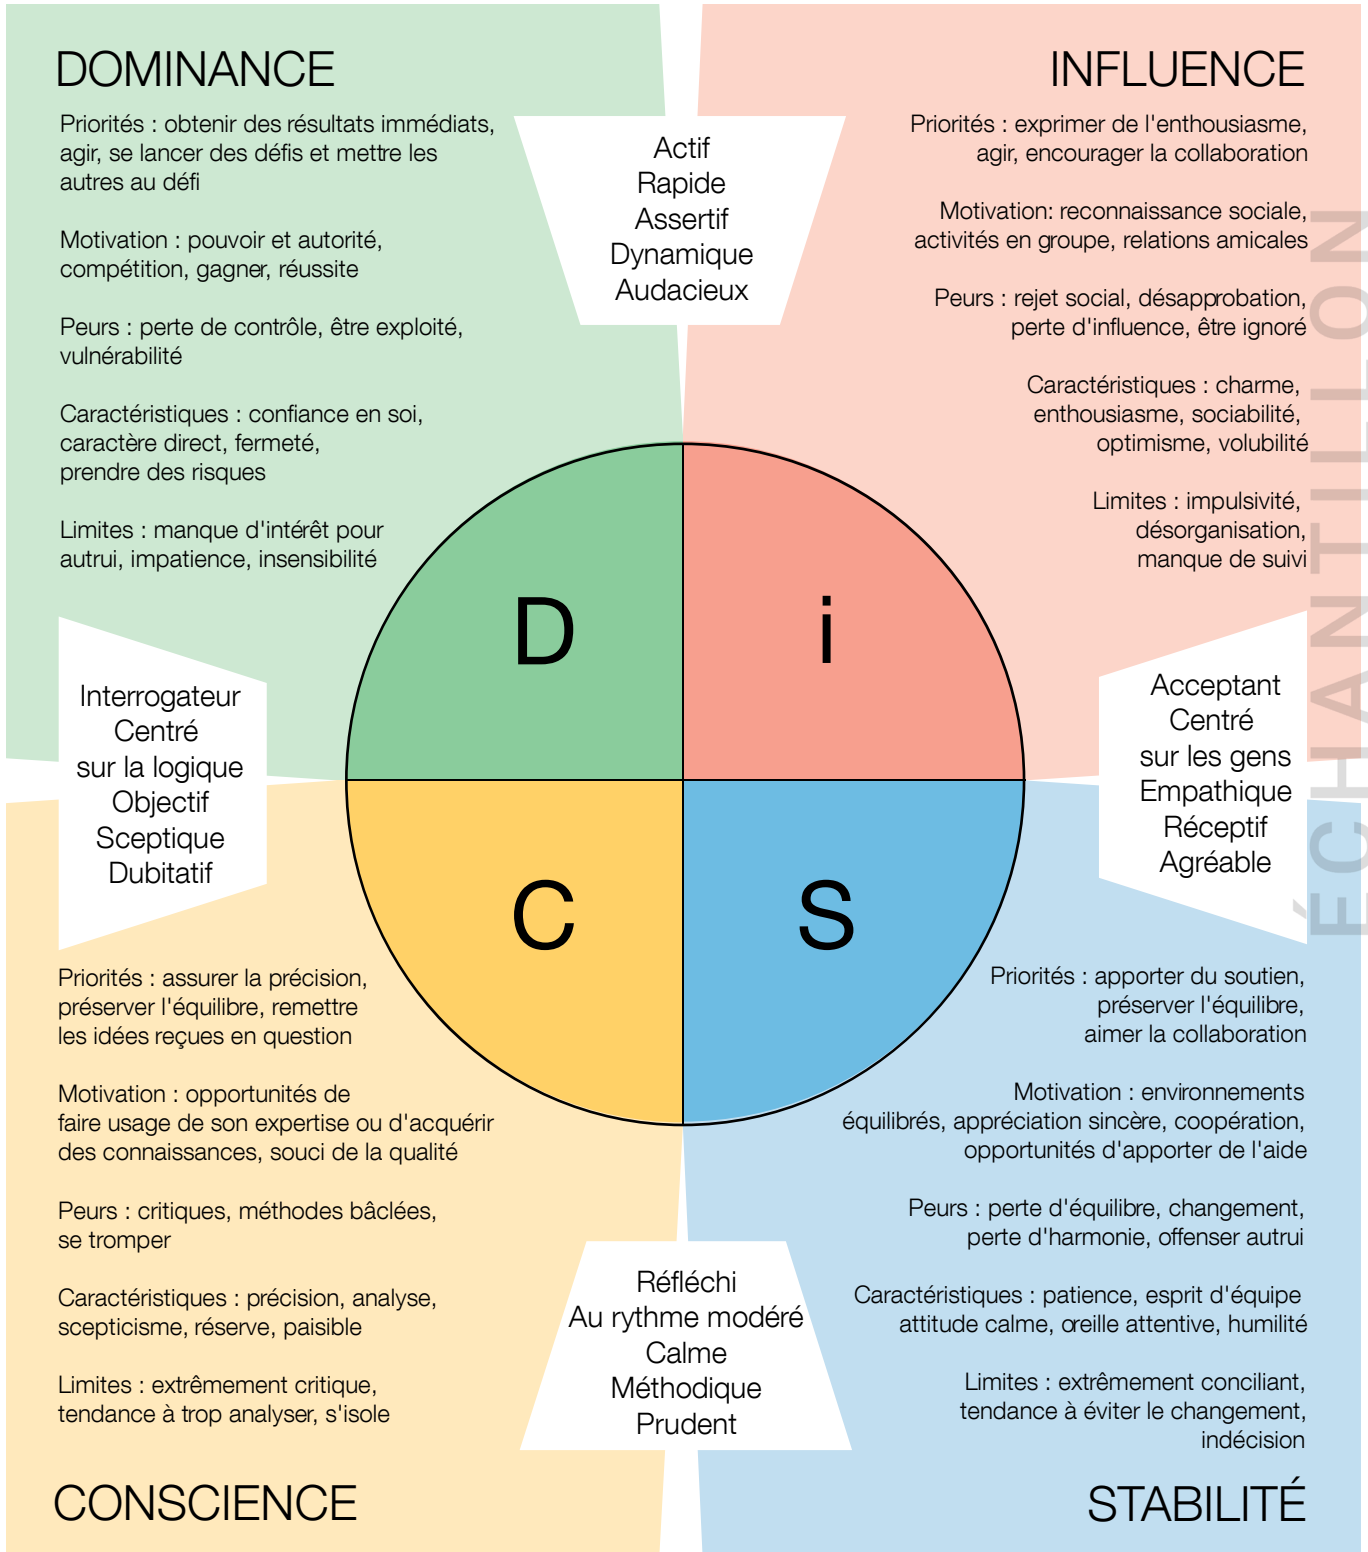 DOMINANCE
Priorités : obtenir des résultats immédiats,
agir, se lancer des défis et mettre les
autres au défi
Motivation : pouvoir et autorité,
compétition, gagner, réussite
Peurs : perte de contrôle, être exploité,
vulnérabilité
Caractéristiques : confiance en soi,
caractère direct, fermeté,
prendre des risques
Limites : manque d'intérêt pour
autrui, impatience, insensibilité
Actif
Rapide
Assertif
Dynamique
Audacieux
INFLUENCE
Priorités : exprimer de l'enthousiasme,
agir, encourager la collaboration
Motivation: reconnaissance sociale,
activités en groupe, relations amicales
Peurs : rejet social, désapprobation,
perte d'influence, être ignoré
Caractéristiques : charme,
enthousiasme, sociabilité,
optimisme, volubilité
Limites : impulsivité,
désorganisation,
manque de suivi
D
i
C
S
Interrogateur
Centré
sur la logique
Objectif
Sceptique
Dubitatif
Acceptant
Centré
sur les gens
Empathique
Réceptif
Agréable
ÉCHANTILLON
Priorités : assurer la précision,
préserver l'équilibre, remettre
les idées reçues en question
Motivation : opportunités de
faire usage de son expertise ou d'acquérir
des connaissances, souci de la qualité
Peurs : critiques, méthodes bâclées,
se tromper
Caractéristiques : précision, analyse,
scepticisme, réserve, paisible
Limites : extrêmement critique,
tendance à trop analyser, s'isole
CONSCIENCE
Réfléchi
Au rythme modéré
Calme
Méthodique
Prudent
Priorités : apporter du soutien,
préserver l'équilibre,
aimer la collaboration
Motivation : environnements
équilibrés, appréciation sincère, coopération,
opportunités d'apporter de l'aide
Peurs : perte d'équilibre, changement,
perte d'harmonie, offenser autrui
Caractéristiques : patience, esprit d'équipe
attitude calme, oreille attentive, humilité
Limites : extrêmement conciliant,
tendance à éviter le changement,
indécision
STABILITÉ